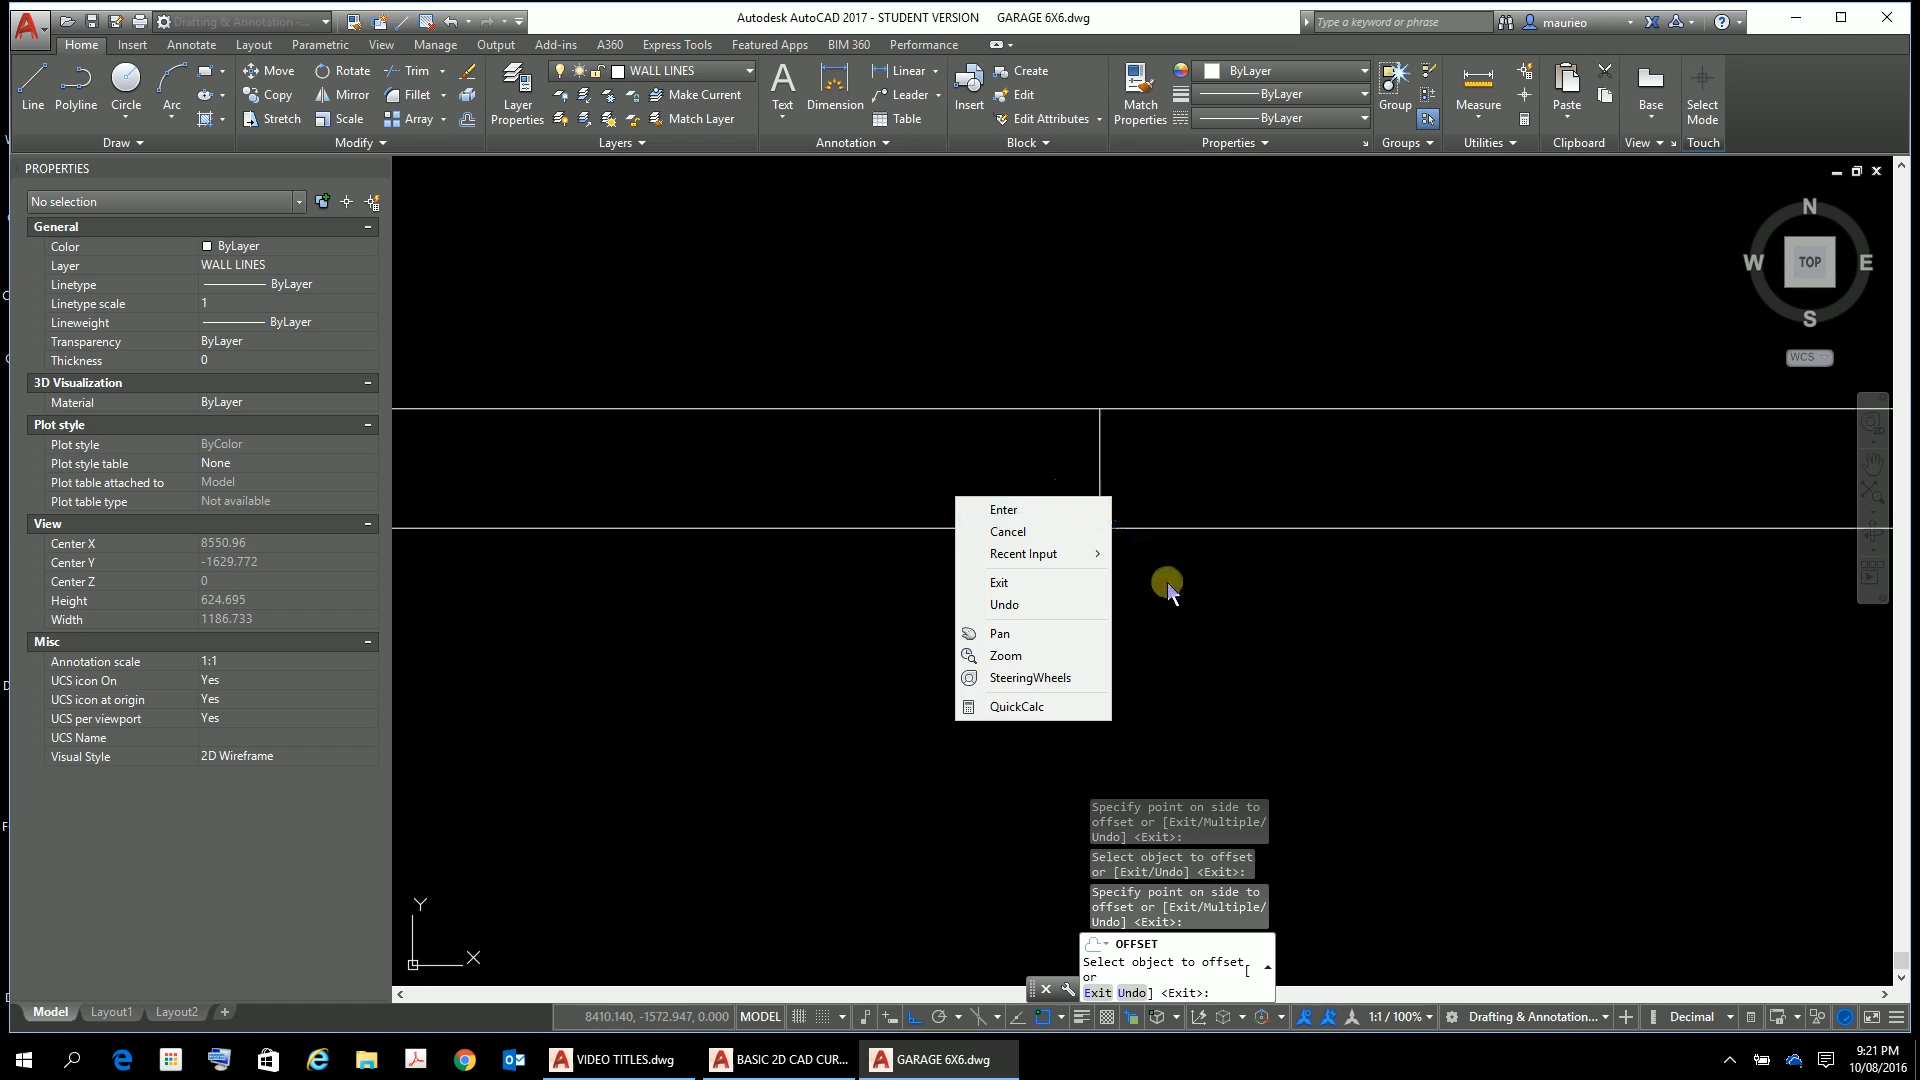 Drafting & Annotation -
Autodesk AutoCAD 2017 - STUDENT VERSION GARAGE 6X6.dwg
Type a keyword or phrase
maurieo
Home Insert Annotate Layout Parametric View Manage Output Add-ins A360 Express Tools Featured Apps BIM 360 Performance
Line
Polyline
Circle
Arc
Draw
Move Rotate Trim
Copy Mirror Fillet
Stretch Scale Array
Modify
Layer
Properties
WALL LINES
Make Current
Match Layer
Layers
Text
Dimension
Linear
Leader
Table
Annotation
Insert
Create
Edit
Edit Attributes
Block
Match
Properties
ByLayer
ByLayer
ByLayer
Properties
Group
Groups
Measure
Utilities
Paste
Clipboard
Base
View
Select
Mode
Touch
PROPERTIES
No selection
General
Color ByLayer
Layer WALL LINES
Linetype ByLayer
Linetype scale 1
Lineweight ByLayer
Transparency ByLayer
Thickness 0
3D Visualization
Material ByLayer
Plot style
Plot style ByColor
Plot style table None
Plot table attached to Model
Plot table type Not available
View
Center X 8550.96
Center Y -1629.772
Center Z 0
Height 624.695
Width 1186.733
Misc
Annotation scale 1:1
UCS icon On Yes
UCS icon at origin Yes
UCS per viewport Yes
UCS Name
Visual Style 2D Wireframe
N
W TOP E
S
WCS
Enter
Cancel
Recent Input
Exit
Undo
Pan
Zoom
SteeringWheels
QuickCalc
Specify point on side to
offset or [Exit/Multiple/
Undo] <Exit>:
Select object to offset
or [Exit/Undo] <Exit>:
Specify point on side to
offset or [Exit/Multiple/
Undo] <Exit>:
OFFSET
Select object to offset
or [
Exit Undo] <Exit>:
Y
X
Model Layout1 Layout2 +
8410.140, -1572.947, 0.000 MODEL 1:1 / 100% Drafting & Annotation... Decimal
VIDEO TITLES.dwg BASIC 2D CAD CUR... GARAGE 6X6.dwg
9:21 PM
10/08/2016